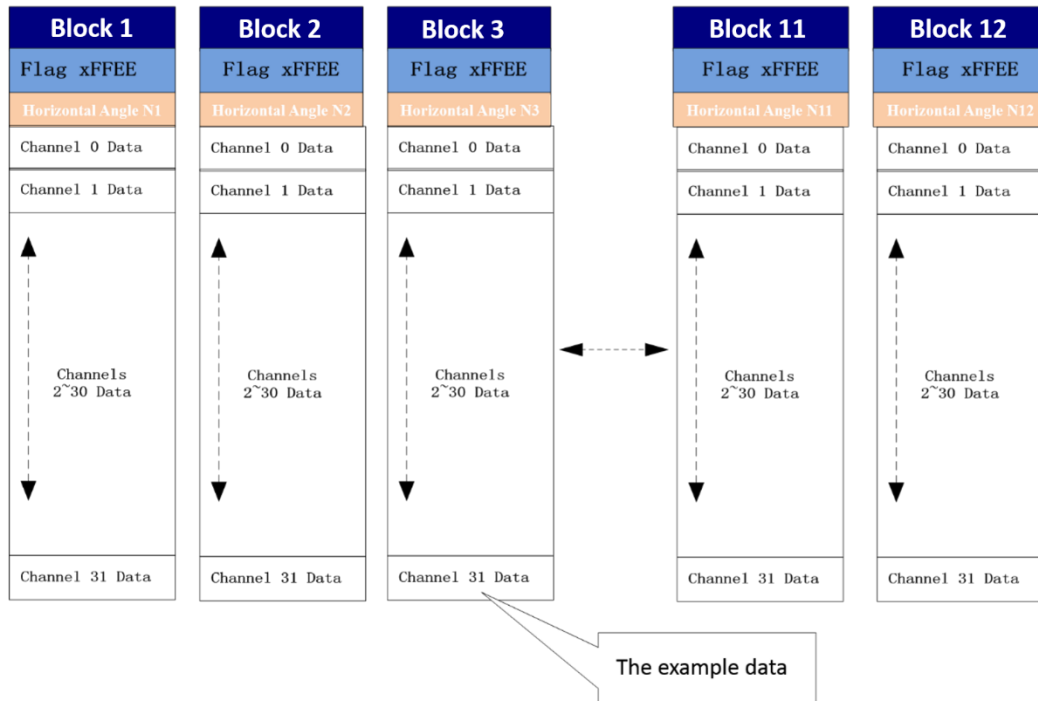 Block 1
Flag xFFEE
Horizontal Angle N1
Channel 0 Data
Channel 1 Data
Channels
2~30 Data
Channel 31 Data
Block 2
Flag xFFEE
Horizontal Angle N2
Channel 0 Data
Channel 1 Data
Channels
2~30 Data
Channel 31 Data
Block 3
Flag xFFEE
Horizontal Angle N3
Channel 0 Data
Channel 1 Data
Channels
2~30 Data
Channel 31 Data
Block 11
Flag xFFEE
Horizontal Angle N11
Channel 0 Data
Channel 1 Data
Channels
2~30 Data
Channel 31 Data
Block 12
Flag xFFEE
Horizontal Angle N12
Channel 0 Data
Channel 1 Data
Channels
2~30 Data
Channel 31 Data
The example data